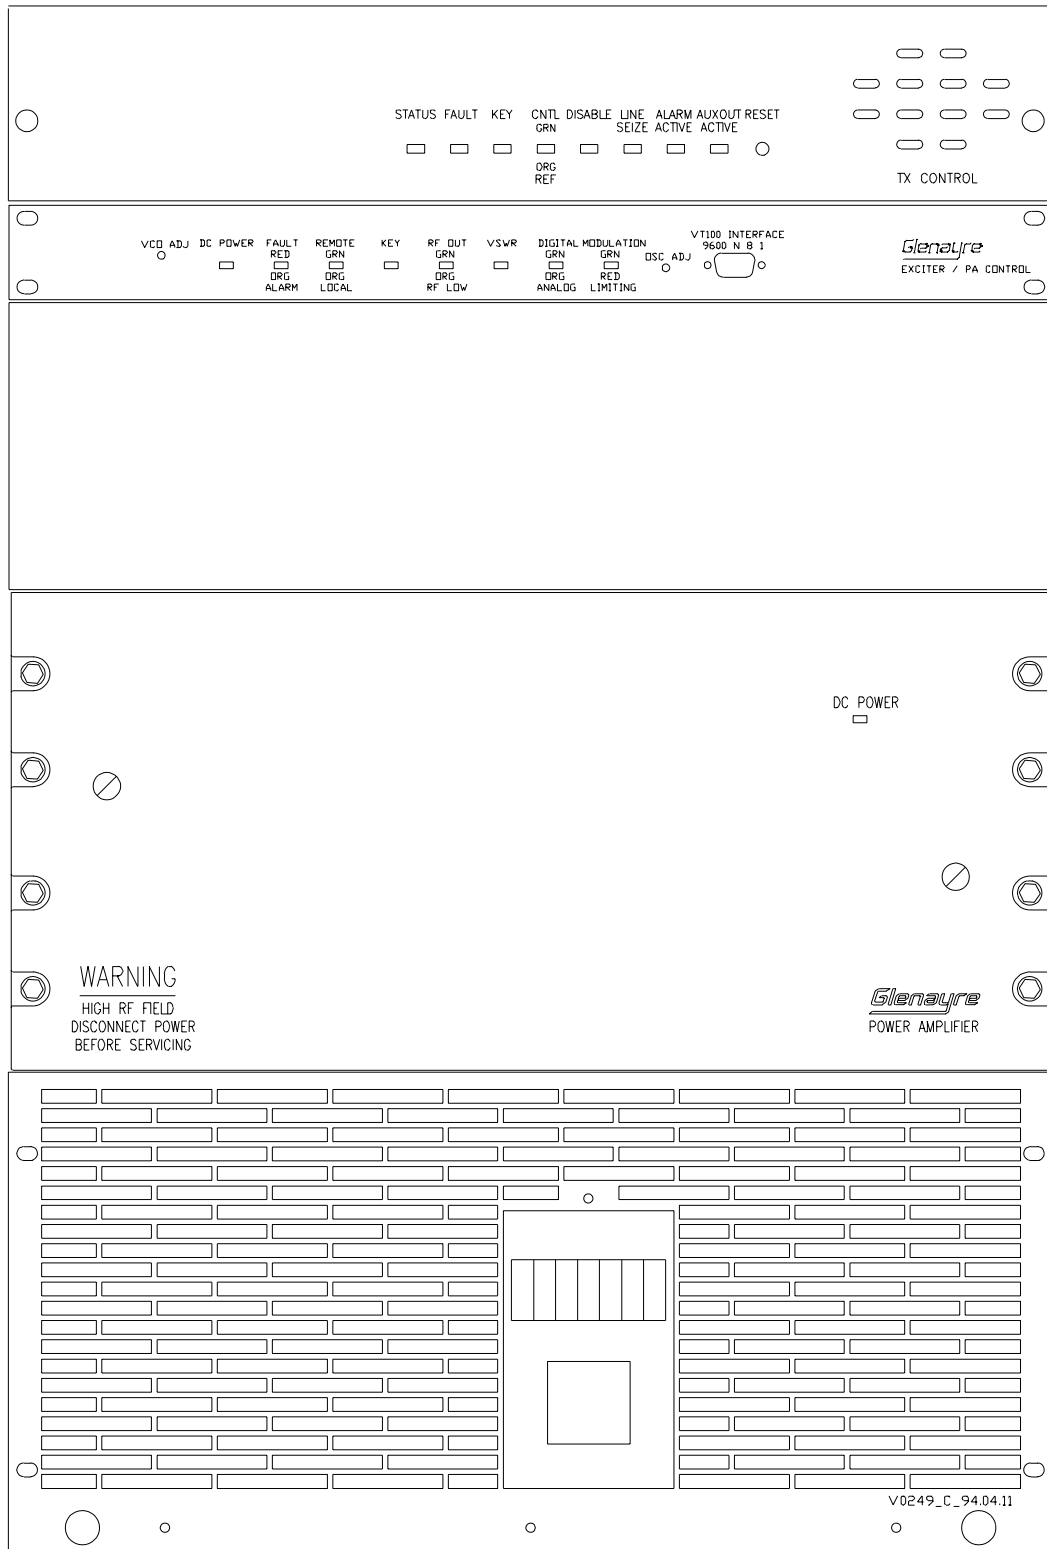 STATUS FAULT KEY CNTL DISABLE LINE ALARM AUXOUT RESET
GRN SEIZE ACTIVE ACTIVE
ORG
REF
TX CONTROL
VCO ADJ DC POWER FAULT REMOTE KEY RF OUT VSWR DIGITAL MODULATION
RED GRN GRN GRN GRN
ORG ORG ORG ORG RED
ALARM LOCAL RF LOW ANALOG LIMITING
OSC ADJ
VT100 INTERFACE
9600 N 8 1
Glenayre
EXCITER / PA CONTROL
DC POWER
WARNING
HIGH RF FIELD
DISCONNECT POWER
BEFORE SERVICING
Glenayre
POWER AMPLIFIER
V0249_C_94.04.11